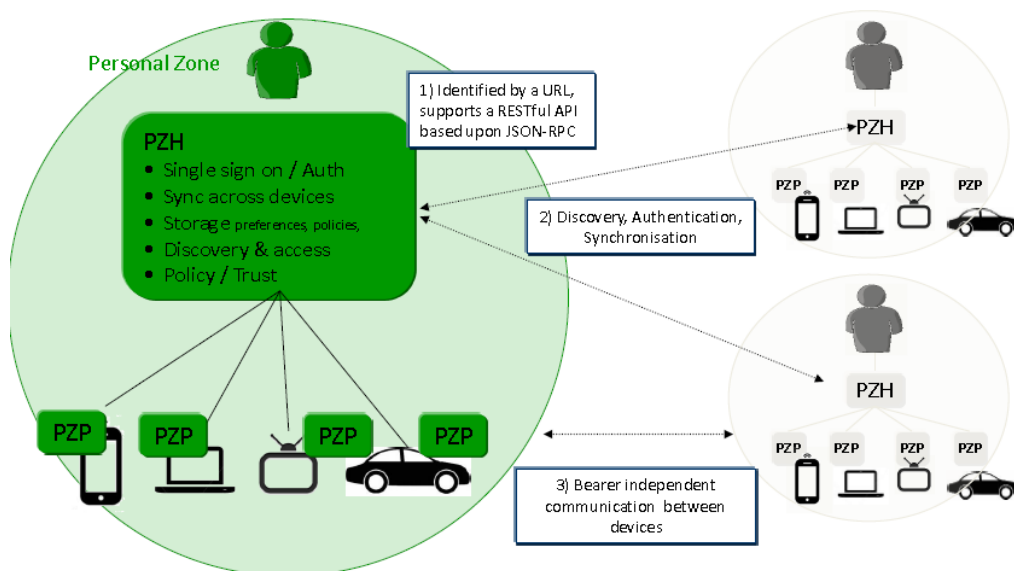 Personal Zone
1) Identified by a URL,
supports a RESTful API
based upon JSON-RPC
PZH
• Single sign on / Auth
• Sync across devices
• Storage preferences, policies,
• Discovery & access
• Policy / Trust
PZP
PZP
PZP
PZP
2) Discovery, Authentication,
Synchronisation
3) Bearer independent
communication between
devices
PZH
PZP
PZP
PZP
PZP
PZH
PZP
PZP
PZP
PZP